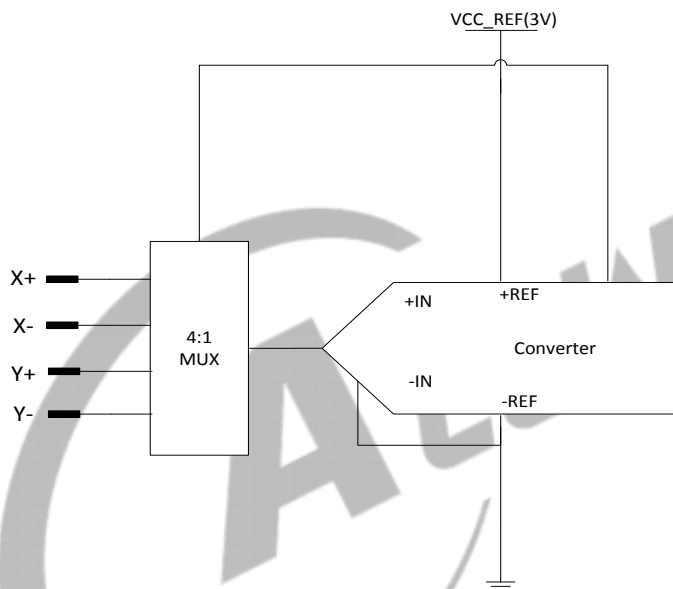 VCC_REF(3V)
X+
X-
Y+
Y-
4:1
MUX
+IN
+REF
Converter
-IN
-REF